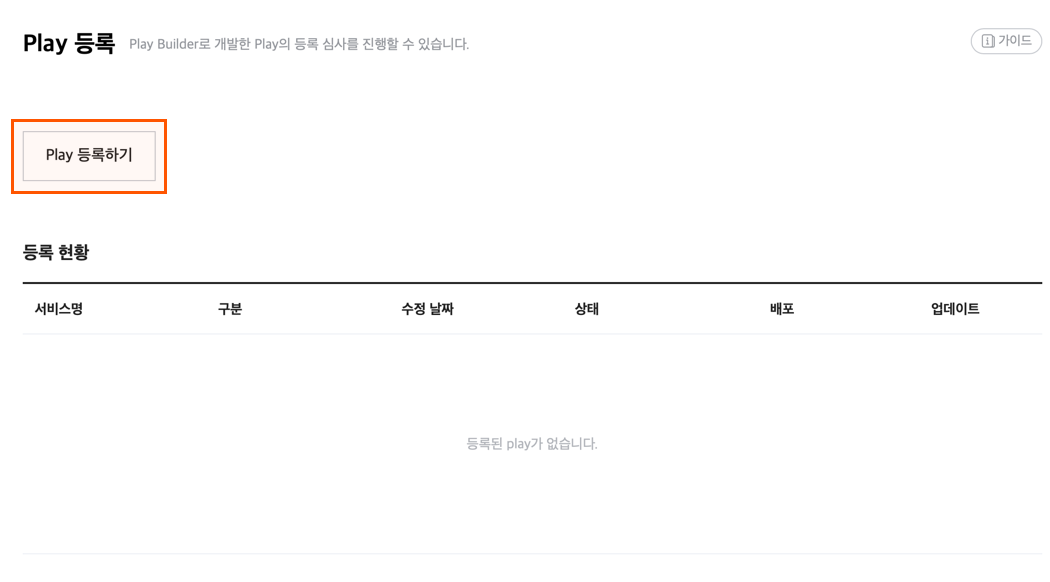 Play 등록 Play Builder로 개발한 Play의 등록 심사를 진행할 수 있습니다. 가이드
Play 등록하기
등록 현황
서비스명 구분 수정 날짜 상태 배포 업데이트
등록된 play가 없습니다.